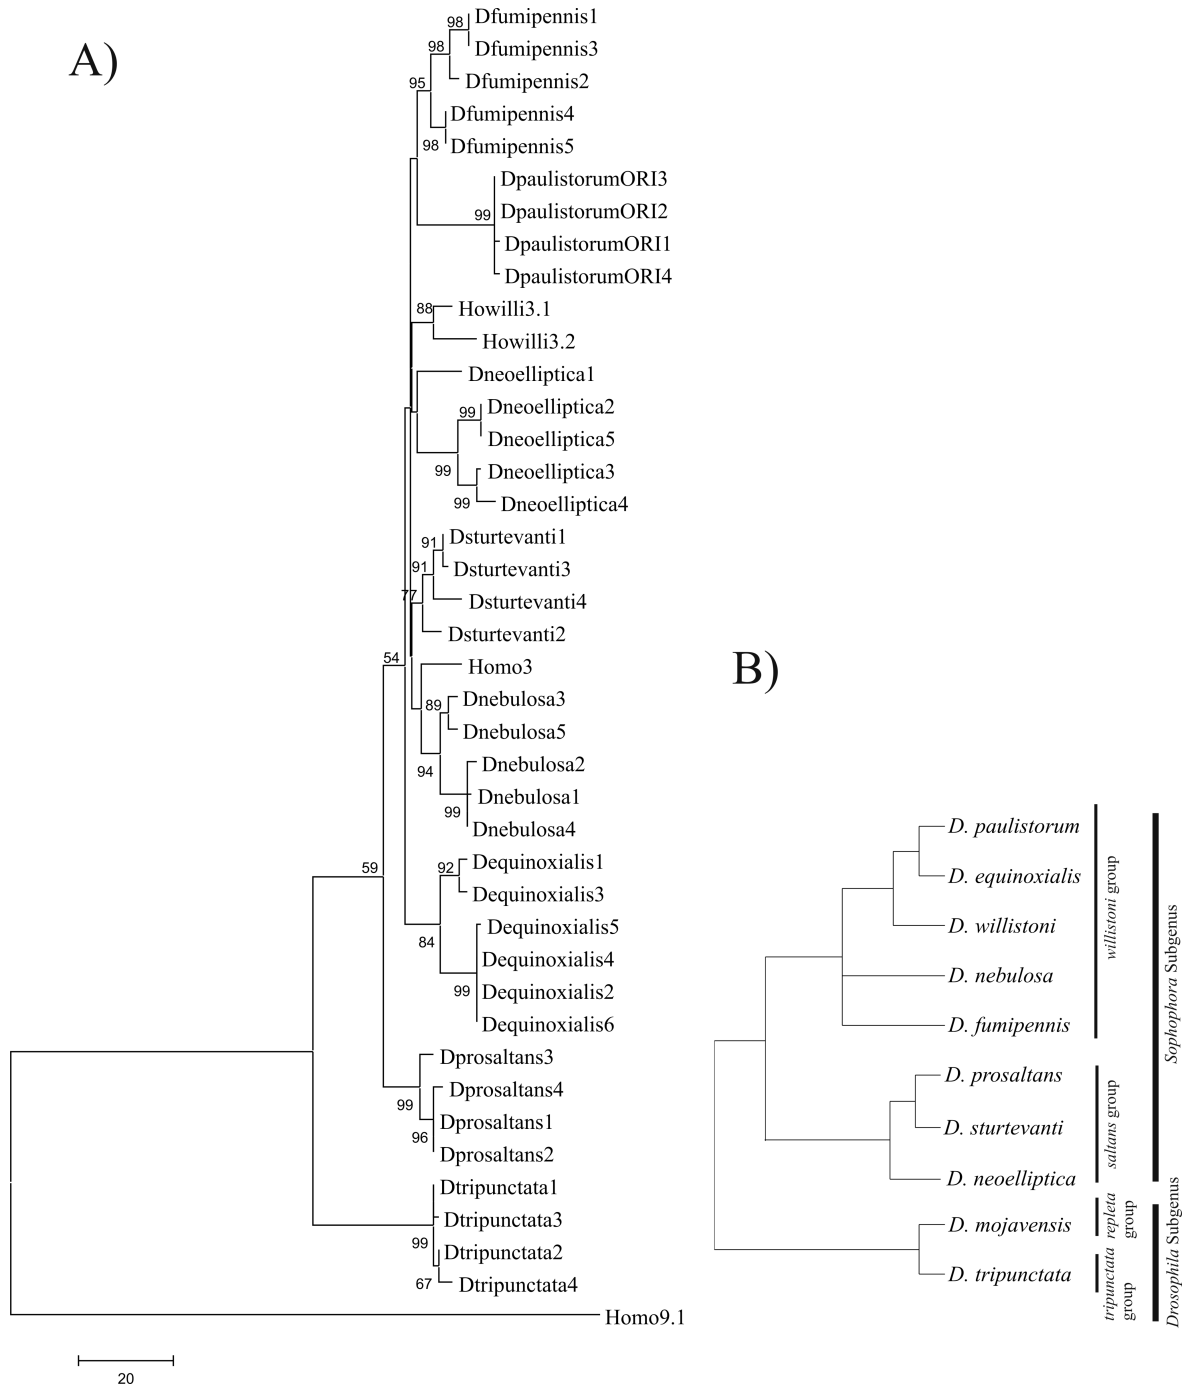 A)
98
Dfumipennis1
98
Dfumipennis3
Dfumipennis2
95
Dfumipennis4
98
Dfumipennis5
DpaulistorumORI3
99
DpaulistorumORI2
DpaulistorumORI1
DpaulistorumORI4
88
Howilli3.1
Howilli3.2
Dneoelliptica1
99
Dneoelliptica2
Dneoelliptica5
99
Dneoelliptica3
99
Dneoelliptica4
91
Dsturtevanti1
91
Dsturtevanti3
77
Dsturtevanti4
Dsturtevanti2
54
Homo3
89
Dnebulosa3
Dnebulosa5
94
Dnebulosa2
Dnebulosa1
99
Dnebulosa4
59
92
Dequinoxialis1
Dequinoxialis3
84
Dequinoxialis5
Dequinoxialis4
99
Dequinoxialis2
Dequinoxialis6
Dprosaltans3
99
Dprosaltans4
96
Dprosaltans1
Dprosaltans2
Dtripunctata1
Dtripunctata3
99
Dtripunctata2
67
Dtripunctata4
Homo9.1
20
B)
D. paulistorum
D. equinoxialis
D. willistoni
D. nebulosa
D. fumipennis
D. prosaltans
D. sturtevanti
D. neoelliptica
D. mojavensis
D. tripunctata
willistoni group
saltans group
repleta
group
tripunctata
group
Sophophora Subgenus
Drosophila Subgenus